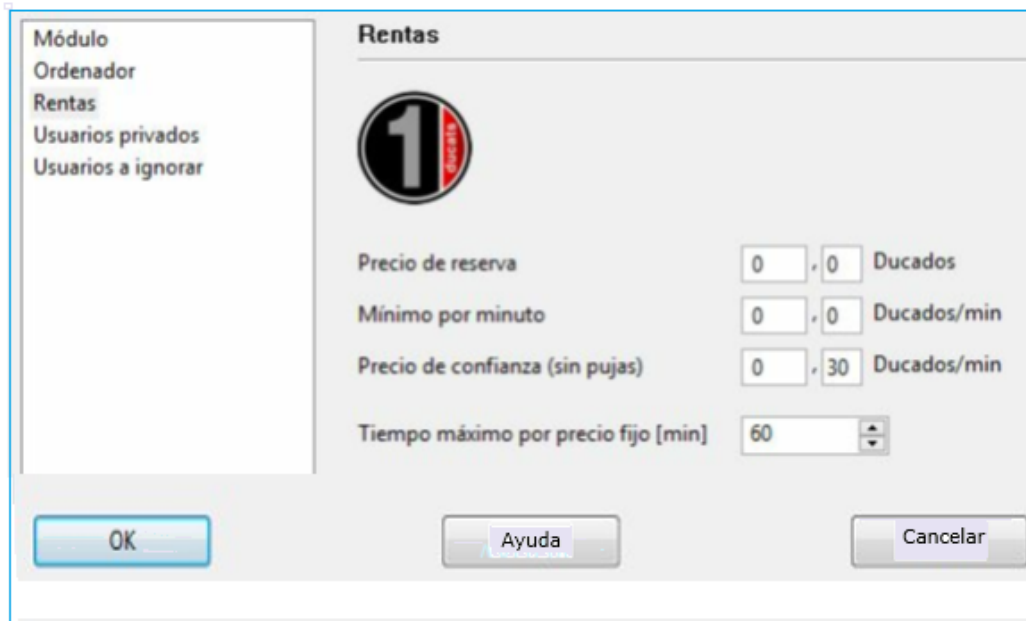 Módulo
Ordenador
Rentas
Usuarios privados
Usuarios a ignorar
Rentas
1
ducats
Precio de reserva 0 , 0 Ducados
Mínimo por minuto 0 , 0 Ducados/min
Precio de confianza (sin pujas) 0 , 30 Ducados/min
Tiempo máximo por precio fijo [min] 60
OK Ayuda Cancelar